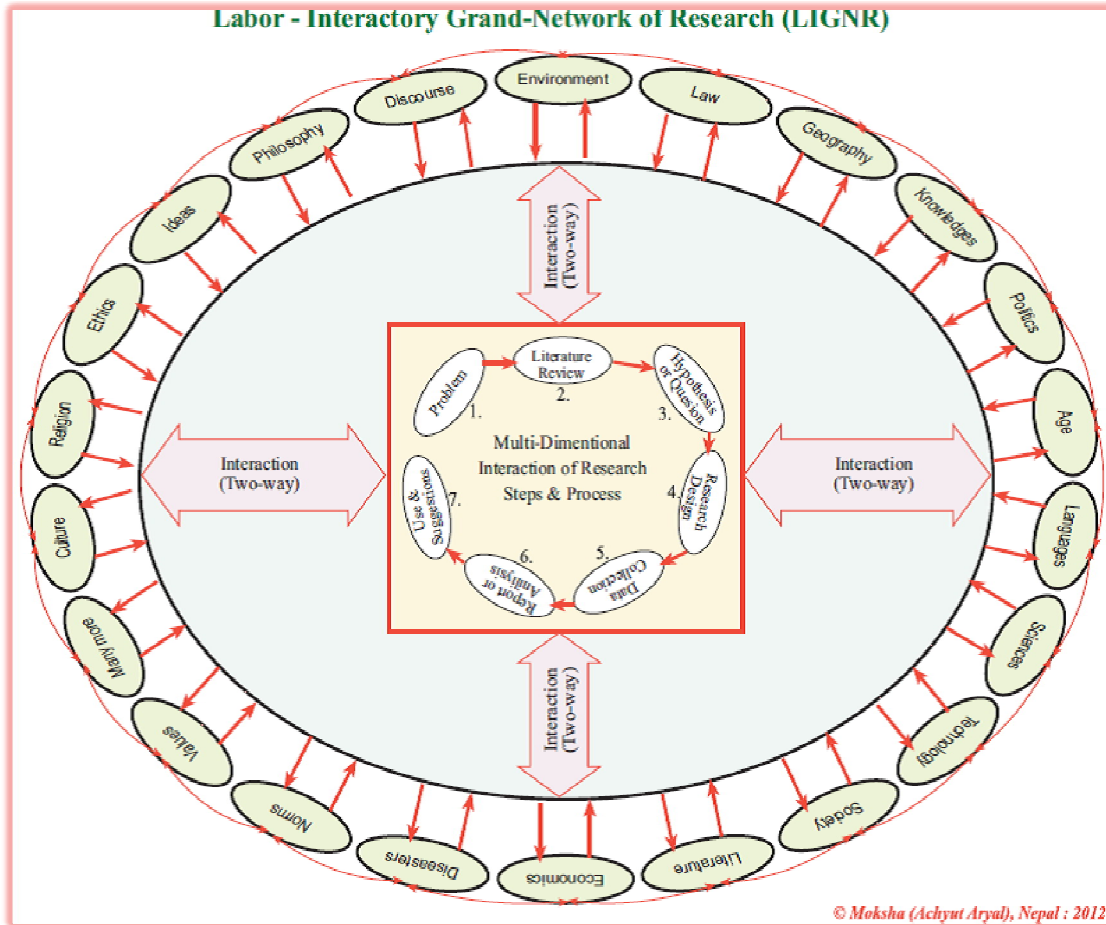 Labor - Interactory Grand-Network of Research (LIGNR)
Environment
Law
Geography
Knowledges
Politics
Age
Languages
Sciences
Technology
Society
Literature
Economics
Disasters
Norms
Values
Many more
Culture
Religion
Ethics
Ideas
Philosophy
Discourse
Interaction
(Two-way)
Interaction
(Two-way)
Interaction
(Two-way)
Interaction
(Two-way)
Problem
1.
Literature
Review
2.
Hypothesis
or Quesion
3.
Research
Design
4.
Data
Collection
5.
Report or
Anllysis
6.
Use &
Suggestions
7.
Multi-Dimentional
Interaction of Research
Steps & Process
© Moksha (Achyut Aryal), Nepal : 2012